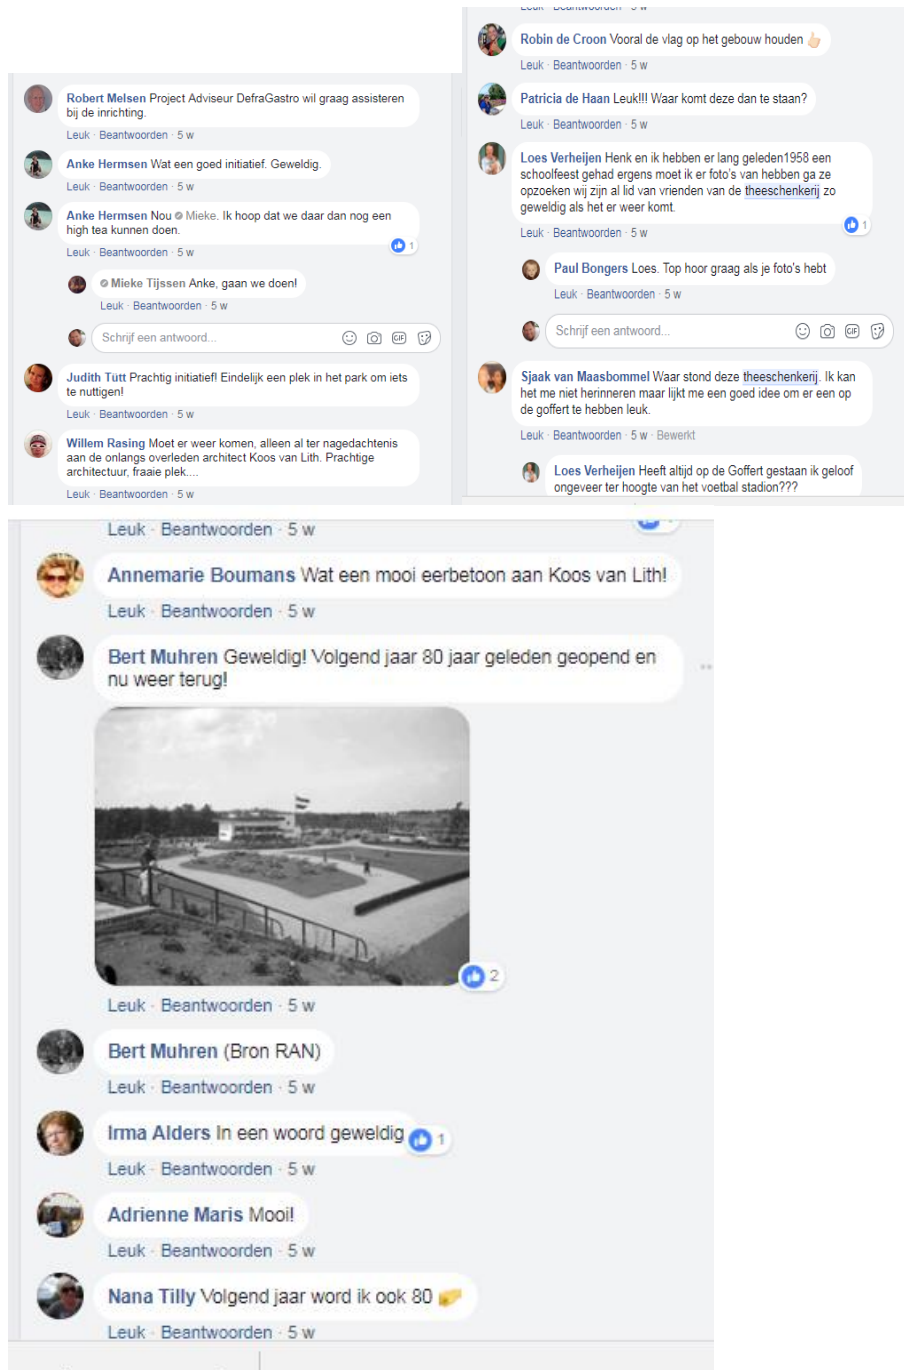 Robert Melsen Project Adviseur DefraGastro wil graag assisteren
bij de inrichting.
Leuk · Beantwoorden · 5 w
Anke Hermsen Wat een goed initiatief. Geweldig.
Leuk · Beantwoorden · 5 w
Anke Hermsen Nou Mieke. Ik hoop dat we daar dan nog een
high tea kunnen doen.
1
Leuk · Beantwoorden · 5 w
Mieke Tijssen Anke, gaan we doen!
Leuk · Beantwoorden · 5 w
Schrijf een antwoord...
GIF
Judith Tütt Prachtig initiatief! Eindelijk een plek in het park om iets
te nuttigen!
Leuk · Beantwoorden · 5 w
Willem Rasing Moet er weer komen, alleen al ter nagedachtenis
aan de onlangs overleden architect Koos van Lith. Prachtige
architectuur, fraaie plek....
Leuk · Beantwoorden · 5 w
Leuk · Beantwoorden · 5 w
Robin de Croon Vooral de vlag op het gebouw houden
Leuk · Beantwoorden · 5 w
Patricia de Haan Leuk!!! Waar komt deze dan te staan?
Leuk · Beantwoorden · 5 w
Loes Verheijen Henk en ik hebben er lang geleden1958 een
schoolfeest gehad ergens moet ik er foto's van hebben ga ze
opzoeken wij zijn al lid van vrienden van de theeschenkerij zo
geweldig als het er weer komt.
1
Leuk · Beantwoorden · 5 w
Paul Bongers Loes. Top hoor graag als je foto's hebt
Leuk · Beantwoorden · 5 w
Schrijf een antwoord...
GIF
Sjaak van Maasbommel Waar stond deze theeschenkerij. Ik kan
het me niet herinneren maar lijkt me een goed idee om er een op
de goffert te hebben leuk.
Leuk · Beantwoorden · 5 w · Bewerkt
Loes Verheijen Heeft altijd op de Goffert gestaan ik geloof
ongeveer ter hoogte van het voetbal stadion???
Leuk · Beantwoorden · 5 w
Annemarie Boumans Wat een mooi eerbetoon aan Koos van Lith!
Leuk · Beantwoorden · 5 w
Bert Muhren Geweldig! Volgend jaar 80 jaar geleden geopend en
nu weer terug!
2
Leuk · Beantwoorden · 5 w
Bert Muhren (Bron RAN)
Leuk · Beantwoorden · 5 w
Irma Alders In een woord geweldig
1
Leuk · Beantwoorden · 5 w
Adrienne Maris Mooi!
Leuk · Beantwoorden · 5 w
Nana Tilly Volgend jaar word ik ook 80
Leuk · Beantwoorden · 5 w